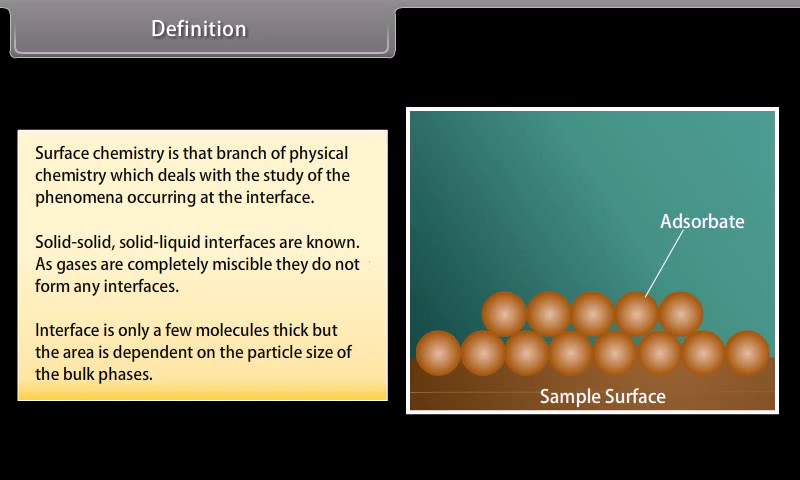 Definition
Surface chemistry is that branch of physical
chemistry which deals with the study of the
phenomena occurring at the interface.
Solid-solid, solid-liquid interfaces are known.
As gases are completely miscible they do not
form any interfaces.
Interface is only a few molecules thick but
the area is dependent on the particle size of
the bulk phases.
Adsorbate
Sample Surface